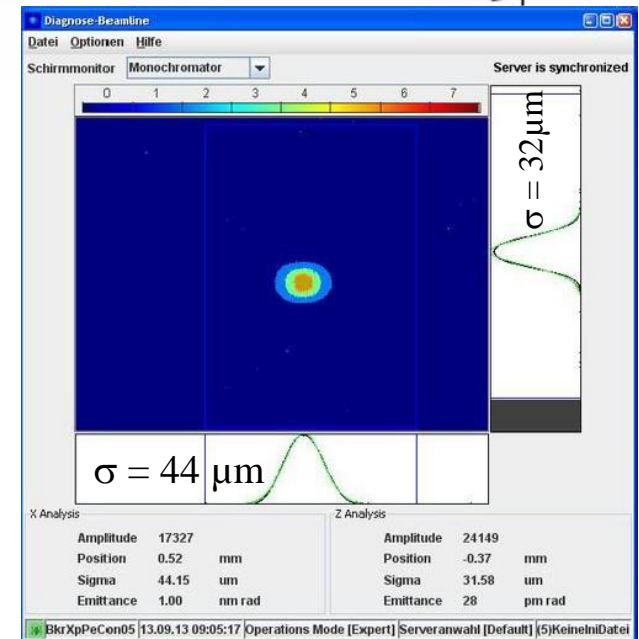 Diagnose-Beamline
Datei Optionen Hilfe
Schirmmonitor Monochromator Server is synchronized
0 1 2 3 4 5 6 7
σ = 32μm
σ = 44 μm
X Analysis
Amplitude 17327
Position 0.52 mm
Sigma 44.15 um
Emittance 1.00 nm rad
Z Analysis
Amplitude 24149
Position -0.37 mm
Sigma 31.58 um
Emittance 28 pm rad
BkrXpPeCon05 13.09.13 09:05:17 Operations Mode [Expert] Serveranwahl [Default] (5)KeineIniDatei